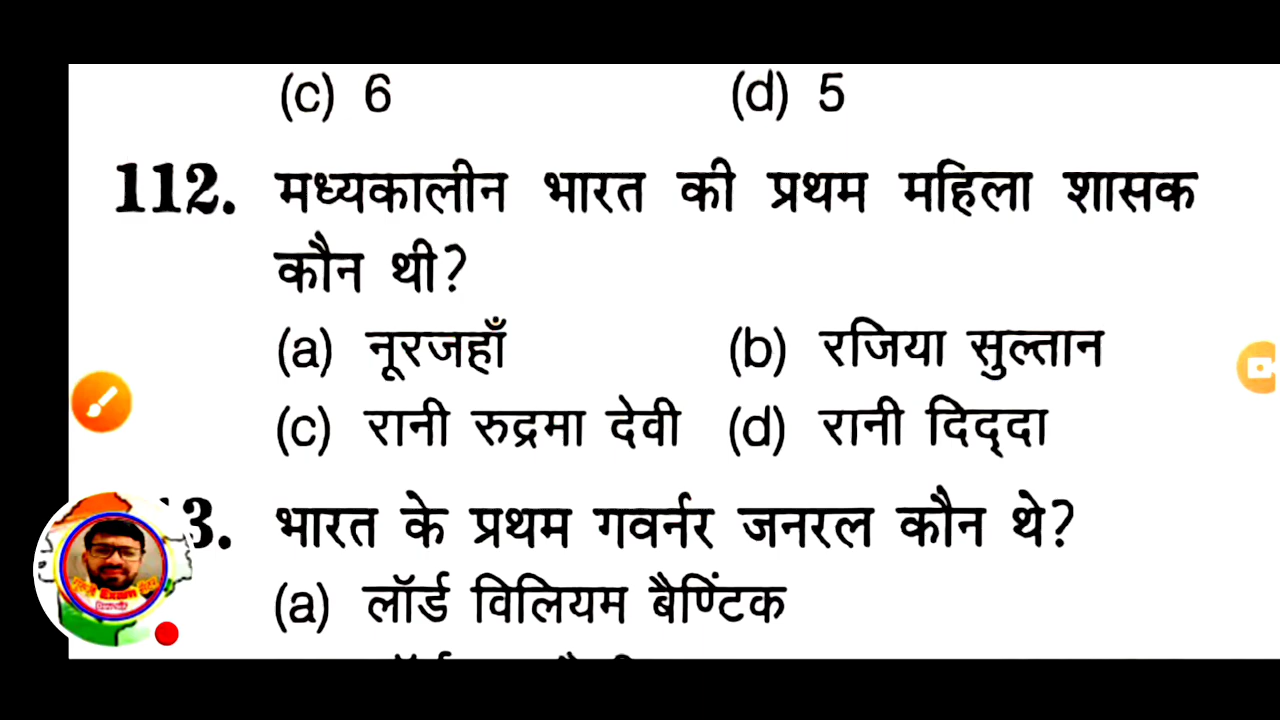 (c) 6 (d) 5
112. मध्यकालीन भारत की प्रथम महिला शासक
कौन थी?
(a) नूरजहाँ (b) रजिया सुल्तान
(c) रानी रुद्रमा देवी (d) रानी दिद्दा
3. भारत के प्रथम गवर्नर जनरल कौन थे?
(a) लॉर्ड विलियम बैण्टिंक
Exam